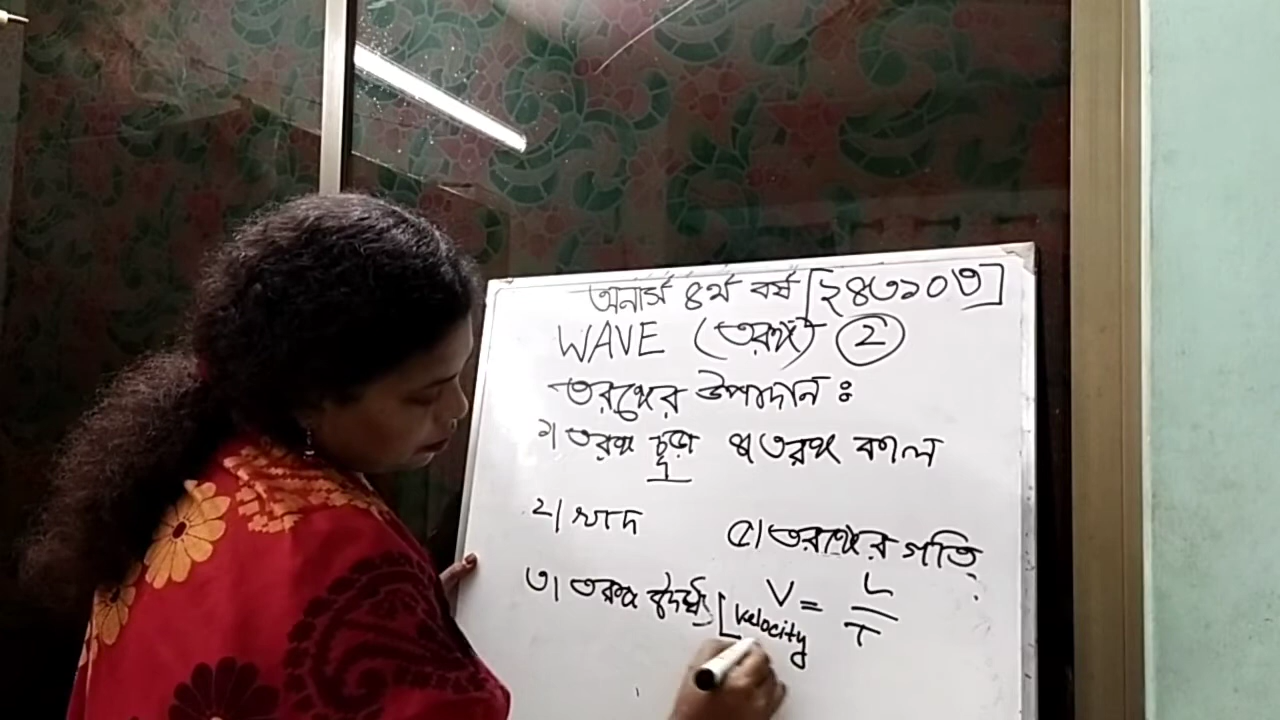 অনার্স ৪র্থ বর্ষ [২৪৩১০৩]
WAVE (তরঙ্গ) ২
তরঙ্গের উপাদান ঃ
১। তরঙ্গ চূড়া
৪। তরঙ্গ কাল
২। খাদ
৫। তরঙ্গের গতি
৩। তরঙ্গ দৈর্ঘ্য
[velocity
V = L / T